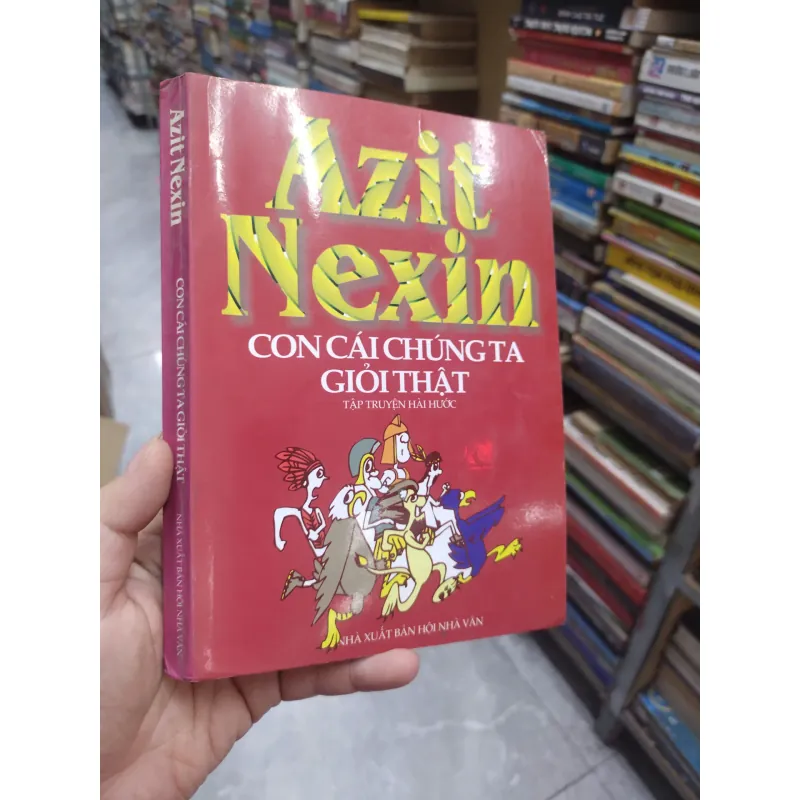 Azit Nexin
CON CÁI CHÚNG TA GIỎI THẬT
NHÀ XUẤT BẢN HỘI NHÀ VĂN
Azit
Nexin
CON CÁI CHÚNG TA
GIỎI THẬT
TẬP TRUYỆN HÀI HƯỚC
NHÀ XUẤT BẢN HỘI NHÀ VĂN